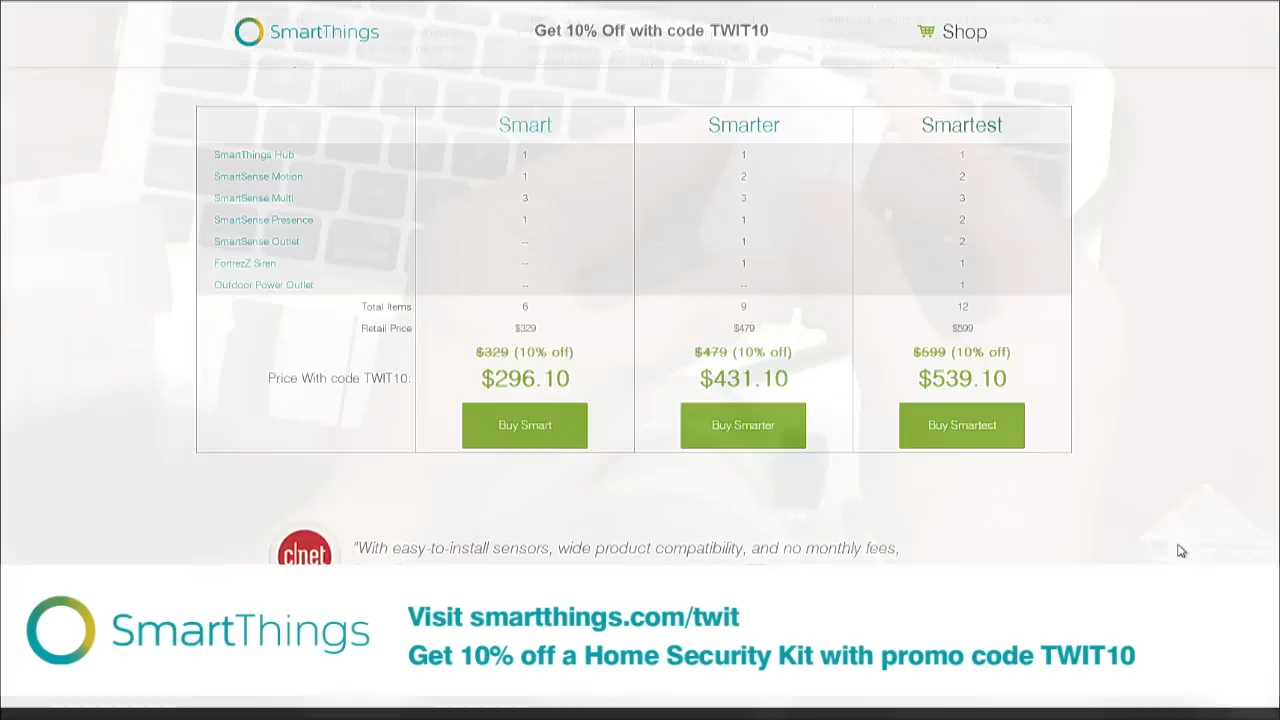 SmartThings
Get 10% Off with code TWIT10
Shop
Smart Smarter Smartest
SmartThings Hub 1 1 1
SmartSense Motion 1 2 2
SmartSense Multi 3 3 3
SmartSense Presence 1 1 2
SmartSense Outlet -- 1 2
FortrezZ Siren -- 1 1
Outdoor Power Outlet -- -- 1
Total Items 6 9 12
Retail Price $329 $479 $599
$329 (10% off) $479 (10% off) $599 (10% off)
Price With code TWIT10: $296.10 $431.10 $539.10
Buy Smart Buy Smarter Buy Smartest
c|net
"With easy-to-install sensors, wide product compatibility, and no monthly fees,
SmartThings
Visit smartthings.com/twit
Get 10% off a Home Security Kit with promo code TWIT10